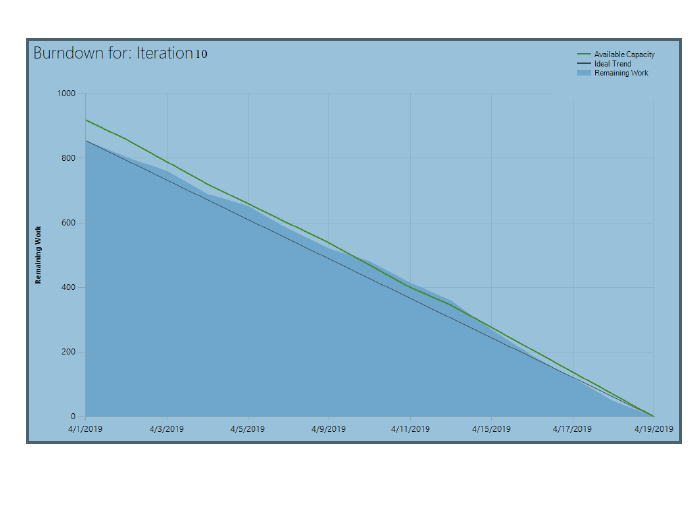 Burndown for: Iteration 10
Available Capacity
Ideal Trend
Remaining Work
1000
800
600
400
200
0
Remaining Work
4/1/2019 4/3/2019 4/5/2019 4/9/2019 4/11/2019 4/15/2019 4/17/2019 4/19/2019